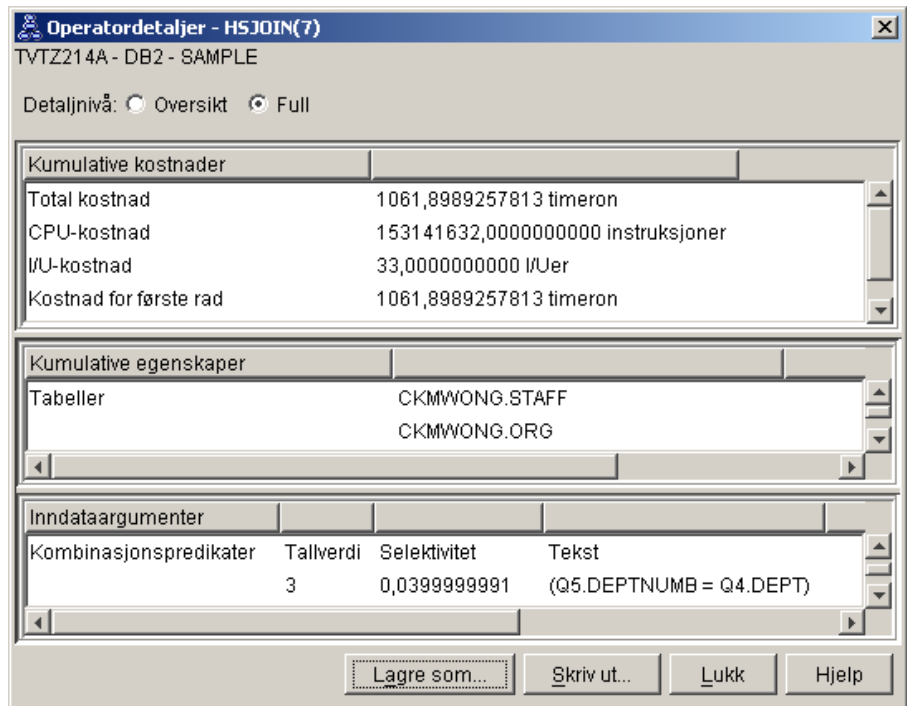 Operatordetaljer - HSJOIN(7)
TVTZ214A - DB2 - SAMPLE
Detaljnivå: Oversikt Full
Kumulative kostnader
Total kostnad 1061,8989257813 timeron
CPU-kostnad 153141632,0000000000 instruksjoner
I/U-kostnad 33,0000000000 I/Uer
Kostnad for første rad 1061,8989257813 timeron
Kumulative egenskaper
Tabeller CKMWONG.STAFF
CKMWONG.ORG
Inndataargumenter
Kombinasjonspredikater Tallverdi Selektivitet Tekst
3 0,0399999991 (Q5.DEPTNUMB = Q4.DEPT)
Lagre som... Skriv ut... Lukk Hjelp